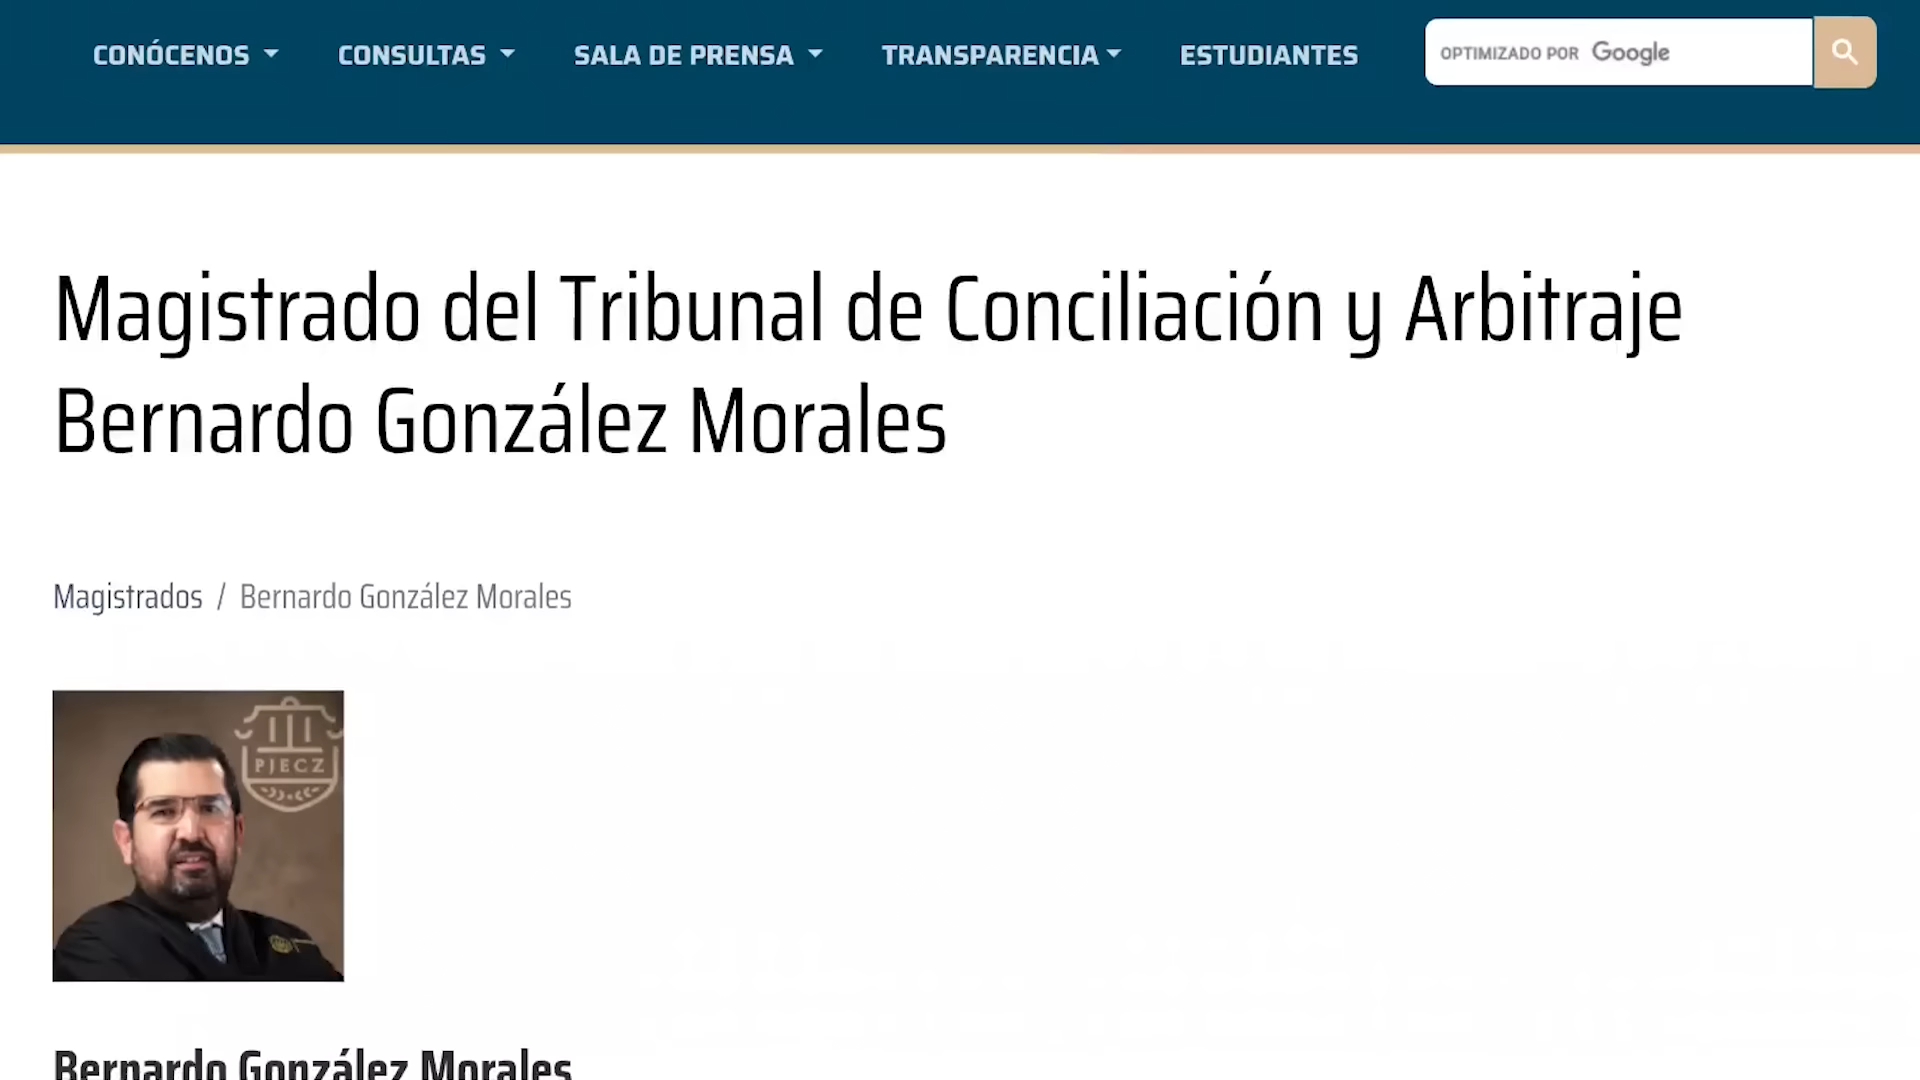 CONÓCENOS CONSULTAS SALA DE PRENSA TRANSPARENCIA ESTUDIANTES OPTIMIZADO POR Google
Magistrado del Tribunal de Conciliación y Arbitraje
Bernardo González Morales
Magistrados / Bernardo González Morales
PJECZ
Bernardo González Morales